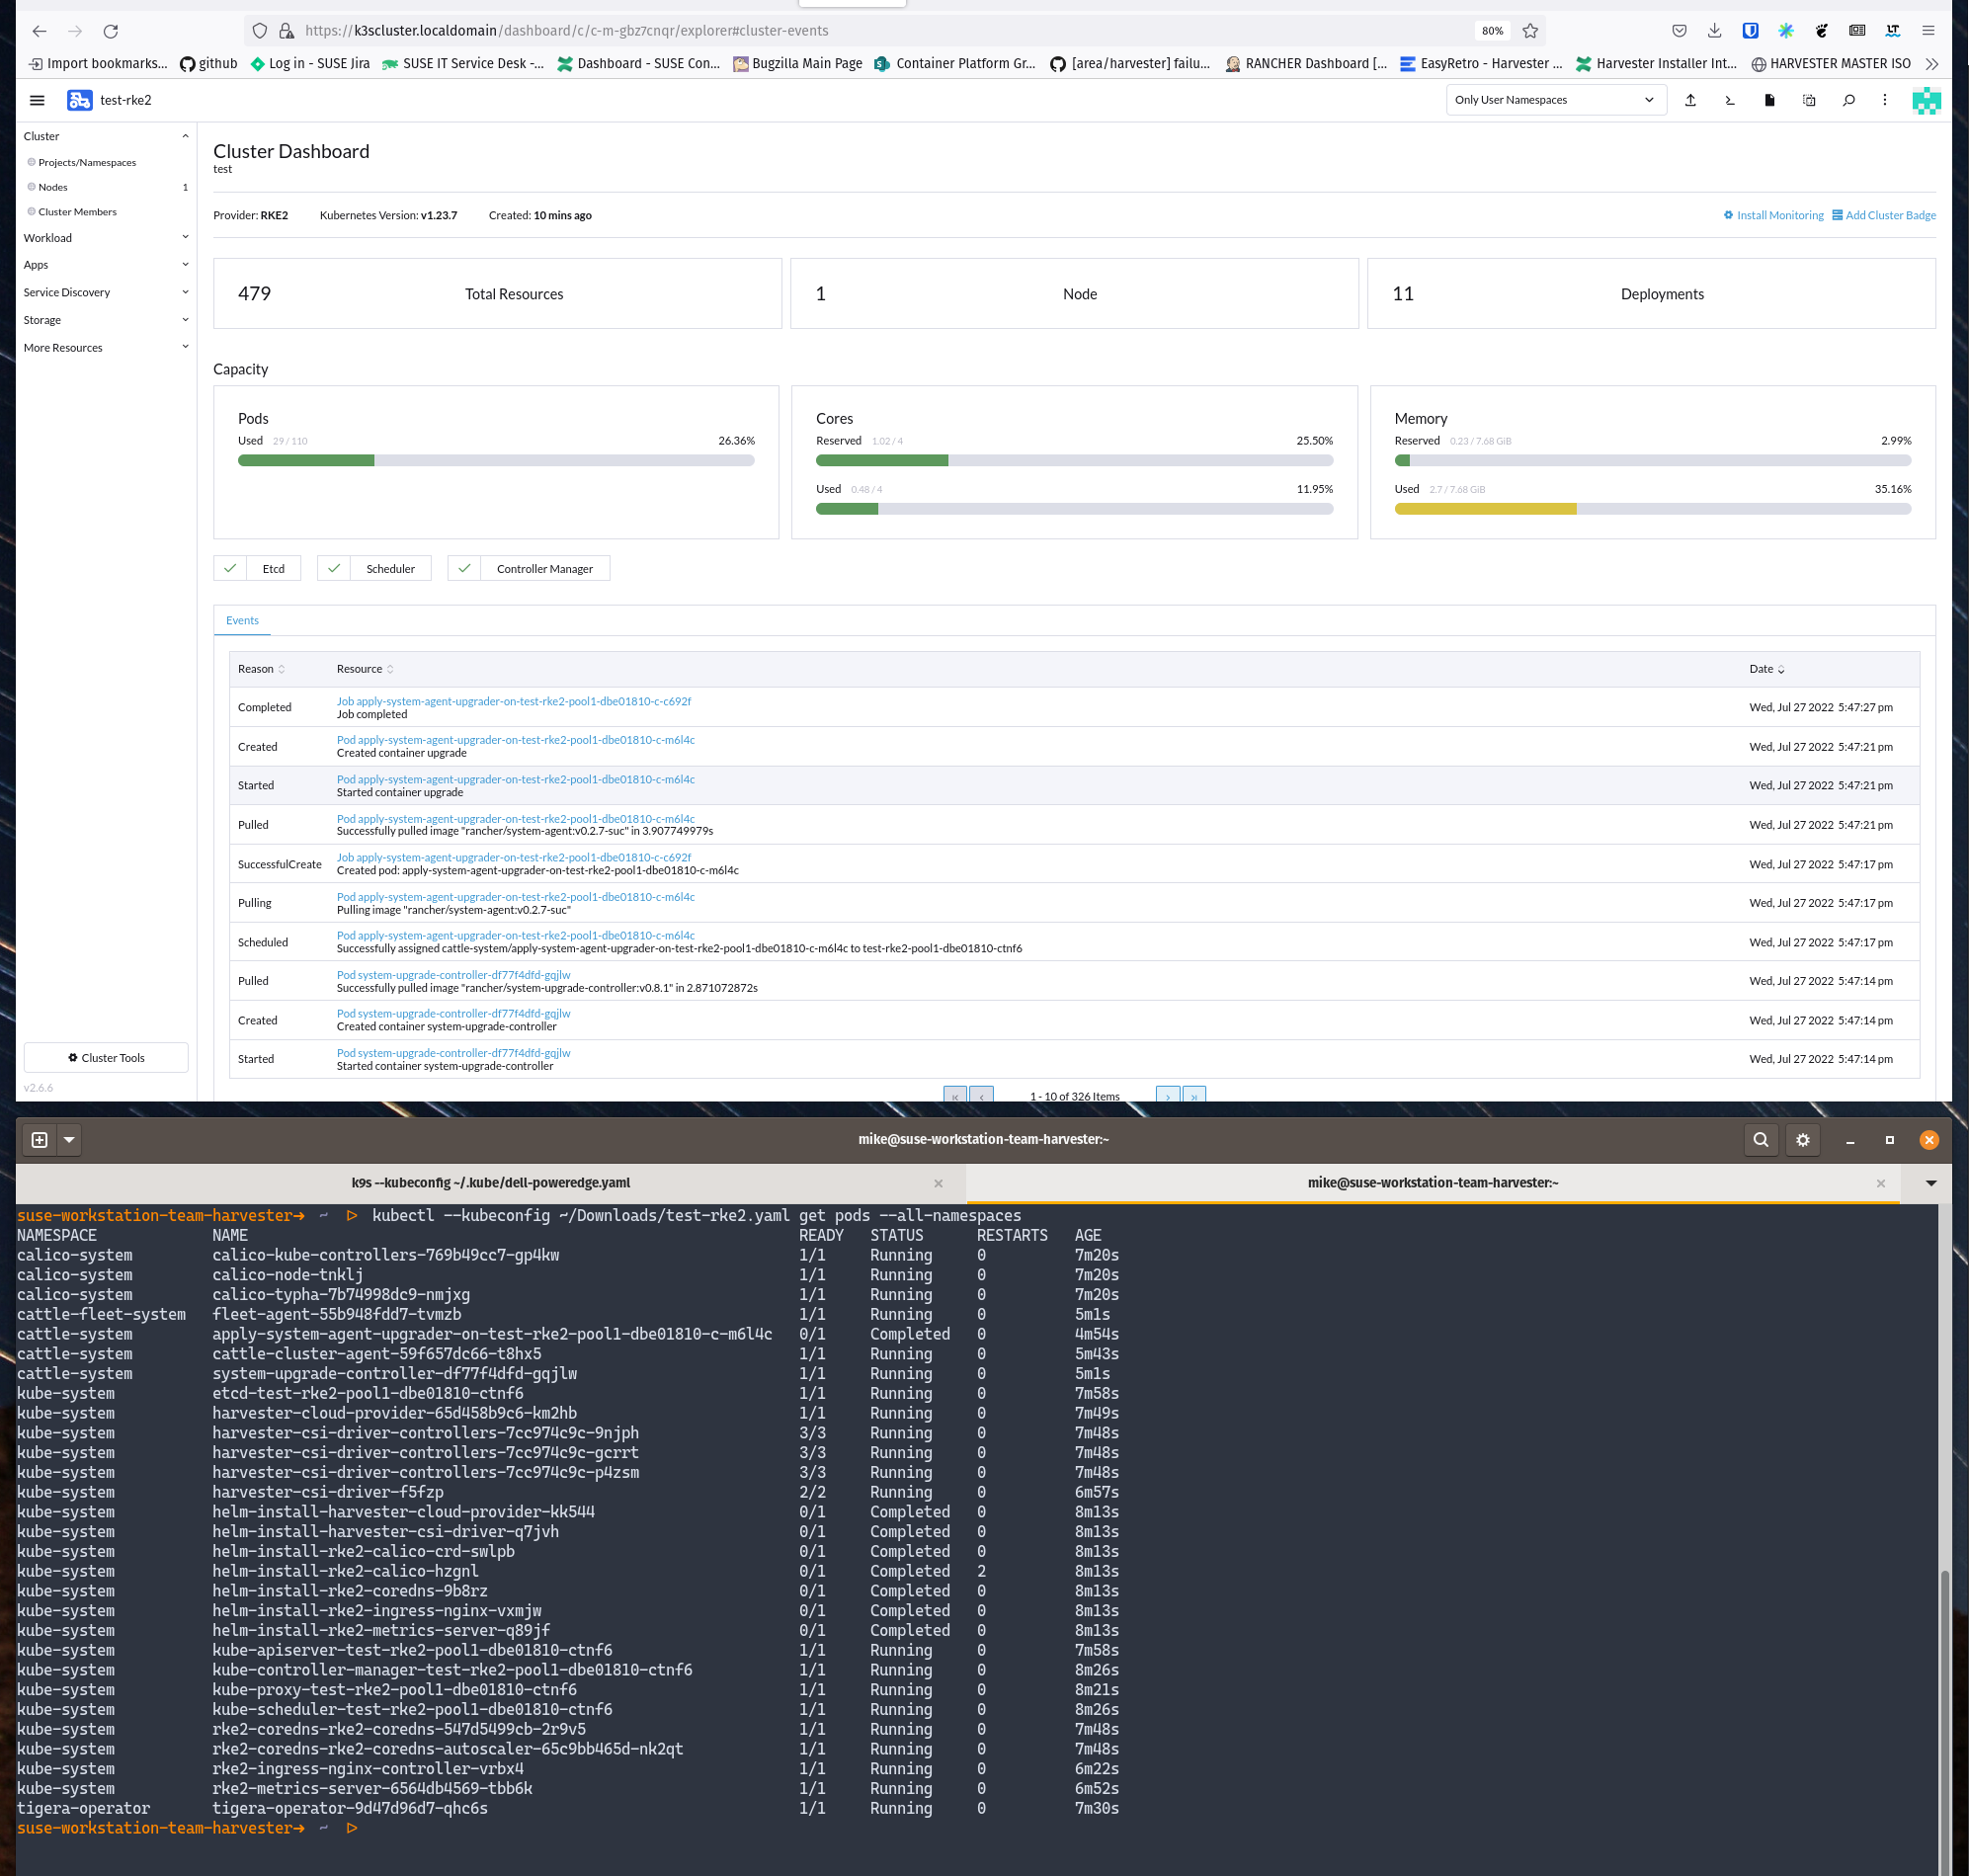 https://k3scluster.localdomain/dashboard/c/c-m-gbz7cnqr/explorer#cluster-events 80%
Import bookmarks... github Log in - SUSE Jira SUSE IT Service Desk -... Dashboard - SUSE Con... Bugzilla Main Page Container Platform Gr... [area/harvester] failu... RANCHER Dashboard [... EasyRetro - Harvester ... Harvester Installer Int... HARVESTER MASTER ISO
test-rke2 Only User Namespaces
Cluster
Projects/Namespaces
Nodes 1
Cluster Members
Workload
Apps
Service Discovery
Storage
More Resources
Cluster Tools
v2.6.6
Cluster Dashboard
test
Provider: RKE2 Kubernetes Version: v1.23.7 Created: 10 mins ago Install Monitoring Add Cluster Badge
479 Total Resources 1 Node 11 Deployments
Capacity
Pods
Used 29 / 110 26.36%
Cores
Reserved 1.02 / 4 25.50%
Used 0.48 / 4 11.95%
Memory
Reserved 0.23 / 7.68 GiB 2.99%
Used 2.7 / 7.68 GiB 35.16%
Etcd Scheduler Controller Manager
Events
Reason Resource Date
Completed Job apply-system-agent-upgrader-on-test-rke2-pool1-dbe01810-c-c692f Wed, Jul 27 2022 5:47:27 pm
Job completed
Created Pod apply-system-agent-upgrader-on-test-rke2-pool1-dbe01810-c-m6l4c Wed, Jul 27 2022 5:47:21 pm
Created container upgrade
Started Pod apply-system-agent-upgrader-on-test-rke2-pool1-dbe01810-c-m6l4c Wed, Jul 27 2022 5:47:21 pm
Started container upgrade
Pulled Pod apply-system-agent-upgrader-on-test-rke2-pool1-dbe01810-c-m6l4c Wed, Jul 27 2022 5:47:21 pm
Successfully pulled image "rancher/system-agent:v0.2.7-suc" in 3.907749979s
SuccessfulCreate Job apply-system-agent-upgrader-on-test-rke2-pool1-dbe01810-c-c692f Wed, Jul 27 2022 5:47:17 pm
Created pod: apply-system-agent-upgrader-on-test-rke2-pool1-dbe01810-c-m6l4c
Pulling Pod apply-system-agent-upgrader-on-test-rke2-pool1-dbe01810-c-m6l4c Wed, Jul 27 2022 5:47:17 pm
Pulling image "rancher/system-agent:v0.2.7-suc"
Scheduled Pod apply-system-agent-upgrader-on-test-rke2-pool1-dbe01810-c-m6l4c Wed, Jul 27 2022 5:47:17 pm
Successfully assigned cattle-system/apply-system-agent-upgrader-on-test-rke2-pool1-dbe01810-c-m6l4c to test-rke2-pool1-dbe01810-ctnf6
Pulled Pod system-upgrade-controller-df77f4dfd-gqjlw Wed, Jul 27 2022 5:47:14 pm
Successfully pulled image "rancher/system-upgrade-controller:v0.8.1" in 2.871072872s
Created Pod system-upgrade-controller-df77f4dfd-gqjlw Wed, Jul 27 2022 5:47:14 pm
Created container system-upgrade-controller
Started Pod system-upgrade-controller-df77f4dfd-gqjlw Wed, Jul 27 2022 5:47:14 pm
Started container system-upgrade-controller
1 - 10 of 326 Items
mike@suse-workstation-team-harvester:~
k9s --kubeconfig ~/.kube/dell-poweredge.yaml mike@suse-workstation-team-harvester:~
suse-workstation-team-harvester➜ ~ ▷ kubectl --kubeconfig ~/Downloads/test-rke2.yaml get pods --all-namespaces
NAMESPACE NAME READY STATUS RESTARTS AGE
calico-system calico-kube-controllers-769b49cc7-gp4kw 1/1 Running 0 7m20s
calico-system calico-node-tnklj 1/1 Running 0 7m20s
calico-system calico-typha-7b74998dc9-nmjxg 1/1 Running 0 7m20s
cattle-fleet-system fleet-agent-55b948fdd7-tvmzb 1/1 Running 0 5m1s
cattle-system apply-system-agent-upgrader-on-test-rke2-pool1-dbe01810-c-m6l4c 0/1 Completed 0 4m54s
cattle-system cattle-cluster-agent-59f657dc66-t8hx5 1/1 Running 0 5m43s
cattle-system system-upgrade-controller-df77f4dfd-gqjlw 1/1 Running 0 5m1s
kube-system etcd-test-rke2-pool1-dbe01810-ctnf6 1/1 Running 0 7m58s
kube-system harvester-cloud-provider-65d458b9c6-km2hb 1/1 Running 0 7m49s
kube-system harvester-csi-driver-controllers-7cc974c9c-9njph 3/3 Running 0 7m48s
kube-system harvester-csi-driver-controllers-7cc974c9c-gcrrt 3/3 Running 0 7m48s
kube-system harvester-csi-driver-controllers-7cc974c9c-p4zsm 3/3 Running 0 7m48s
kube-system harvester-csi-driver-f5fzp 2/2 Running 0 6m57s
kube-system helm-install-harvester-cloud-provider-kk544 0/1 Completed 0 8m13s
kube-system helm-install-harvester-csi-driver-q7jvh 0/1 Completed 0 8m13s
kube-system helm-install-rke2-calico-crd-swlpb 0/1 Completed 0 8m13s
kube-system helm-install-rke2-calico-hzgnl 0/1 Completed 2 8m13s
kube-system helm-install-rke2-coredns-9b8rz 0/1 Completed 0 8m13s
kube-system helm-install-rke2-ingress-nginx-vxmjw 0/1 Completed 0 8m13s
kube-system helm-install-rke2-metrics-server-q89jf 0/1 Completed 0 8m13s
kube-system kube-apiserver-test-rke2-pool1-dbe01810-ctnf6 1/1 Running 0 7m58s
kube-system kube-controller-manager-test-rke2-pool1-dbe01810-ctnf6 1/1 Running 0 8m26s
kube-system kube-proxy-test-rke2-pool1-dbe01810-ctnf6 1/1 Running 0 8m21s
kube-system kube-scheduler-test-rke2-pool1-dbe01810-ctnf6 1/1 Running 0 8m26s
kube-system rke2-coredns-rke2-coredns-547d5499cb-2r9v5 1/1 Running 0 7m48s
kube-system rke2-coredns-rke2-coredns-autoscaler-65c9bb465d-nk2qt 1/1 Running 0 7m48s
kube-system rke2-ingress-nginx-controller-vrbx4 1/1 Running 0 6m22s
kube-system rke2-metrics-server-6564db4569-tbb6k 1/1 Running 0 6m52s
tigera-operator tigera-operator-9d47d96d7-qhc6s 1/1 Running 0 7m30s
suse-workstation-team-harvester➜ ~ ▷